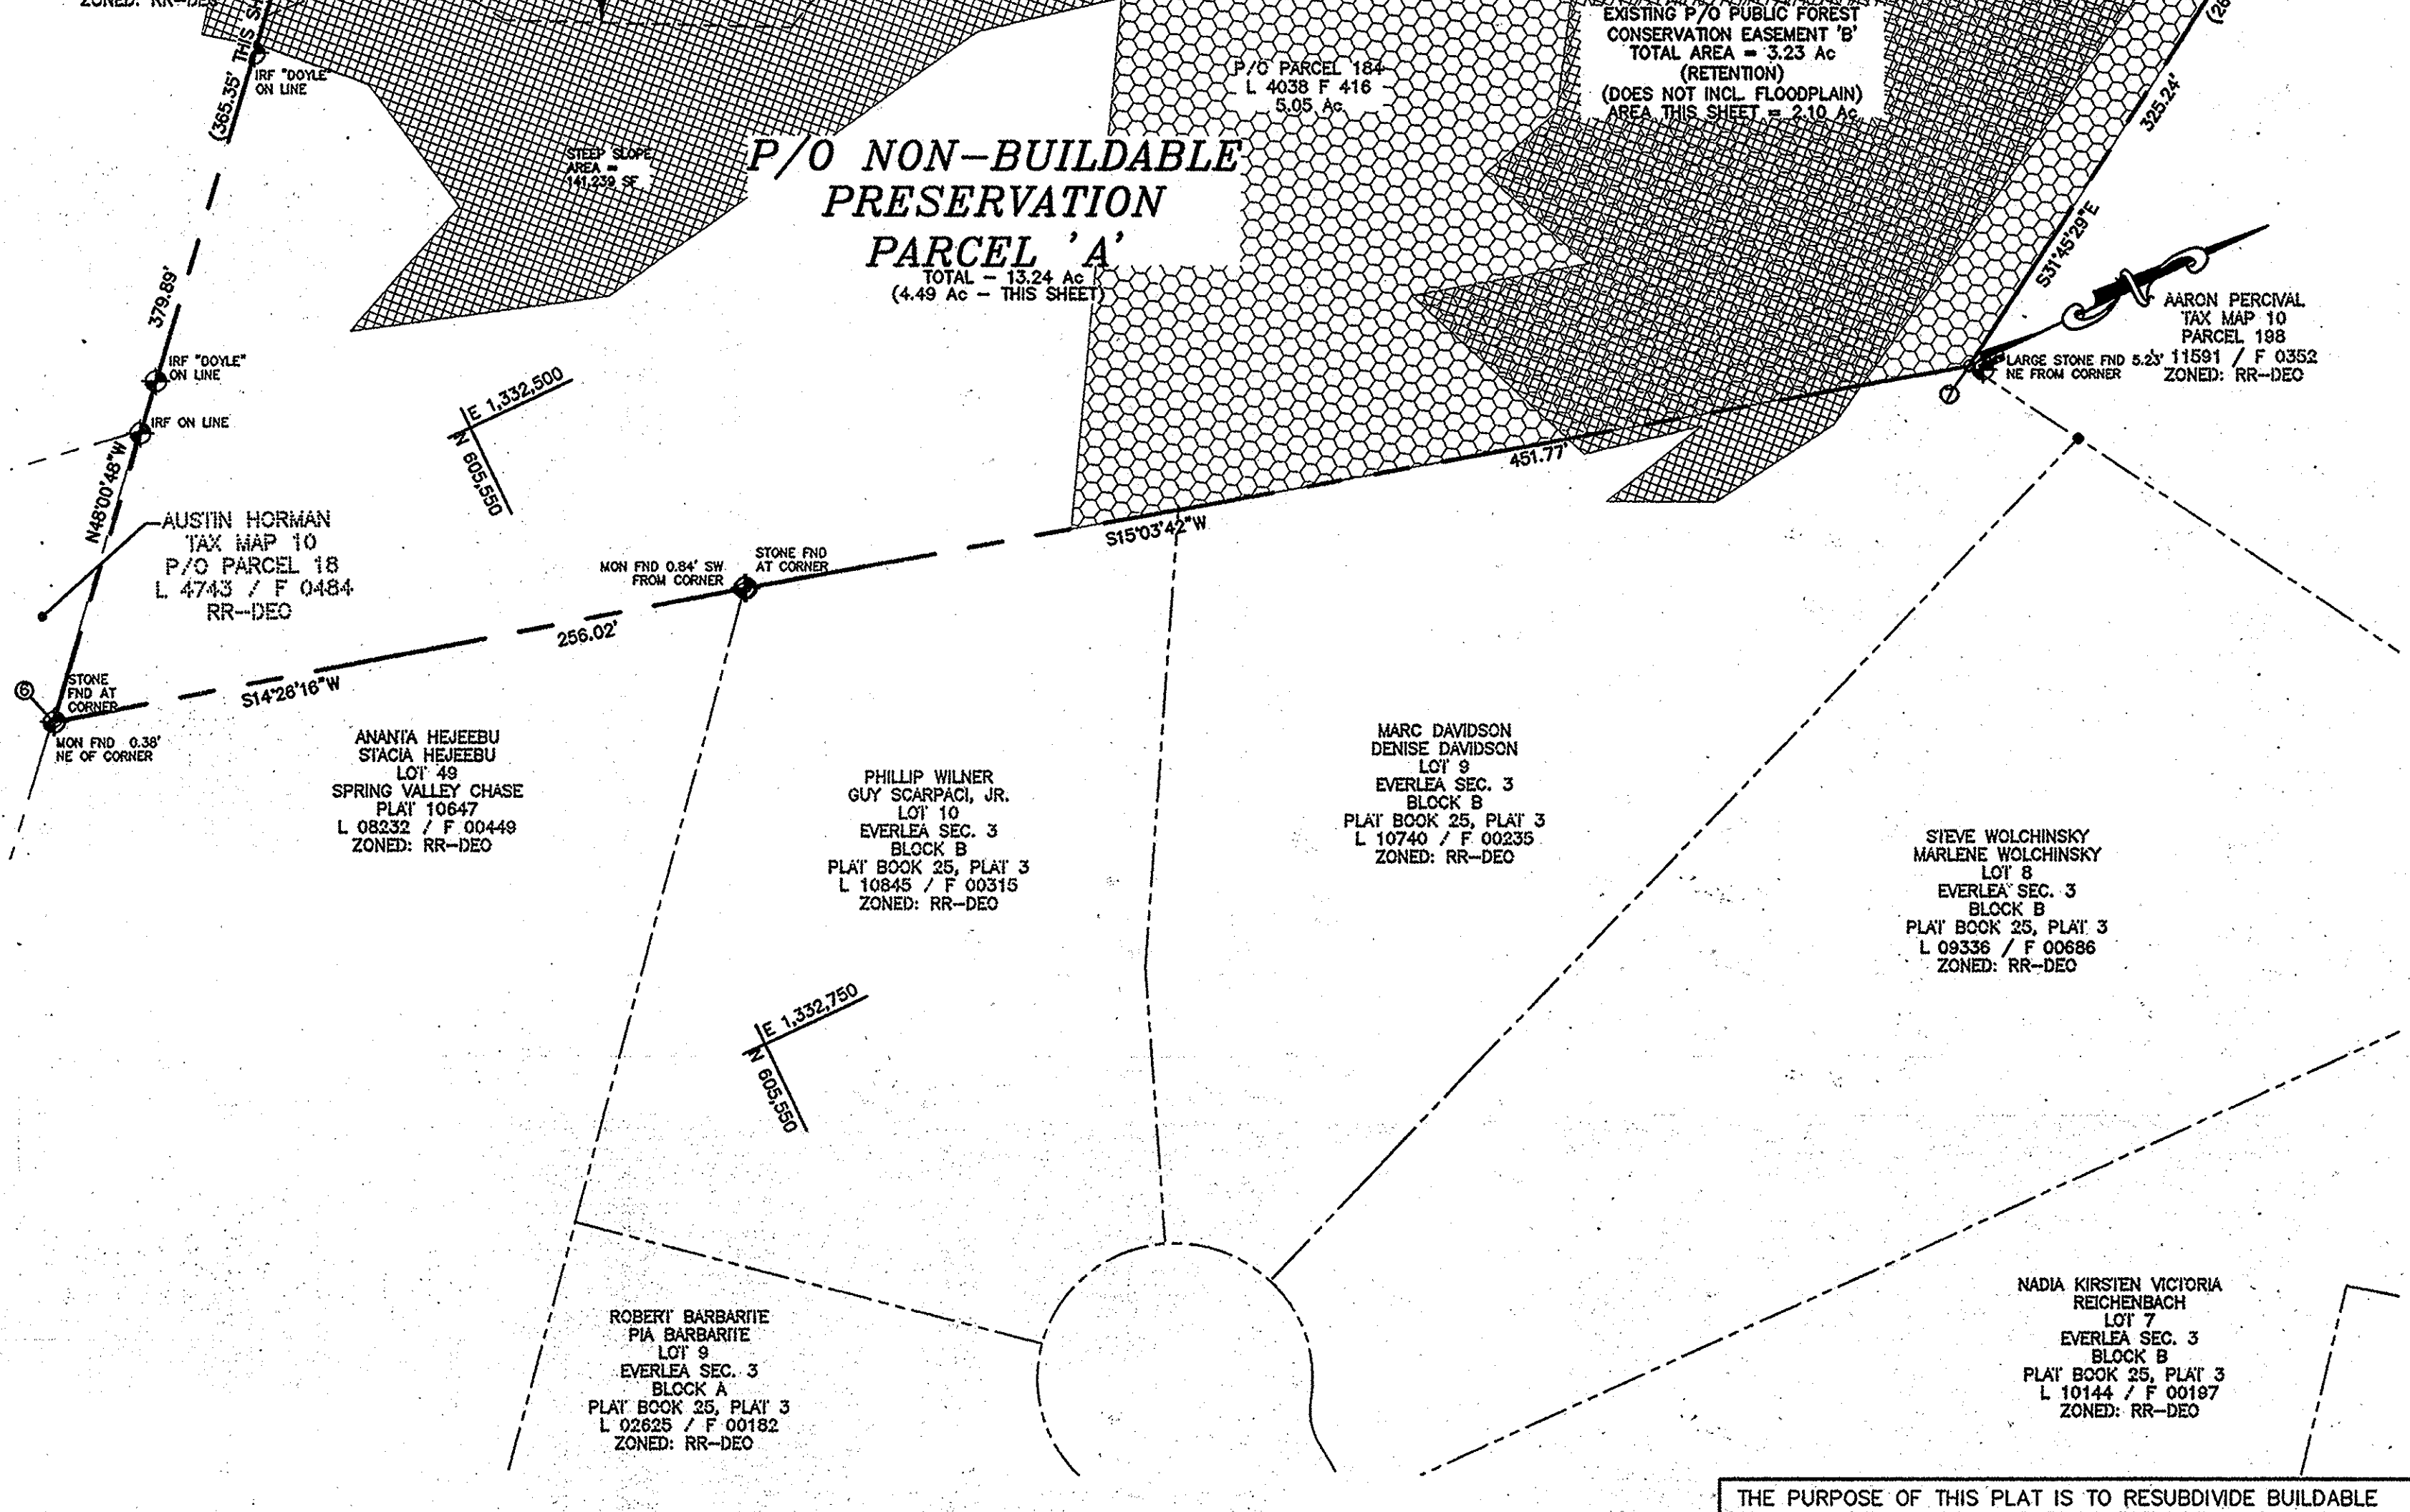 ZONED: RR-DEO
(365.35' THIS SH
IRF "DOYLE"
ON LINE
379.89'
IRF "DOYLE"
ON LINE
IRF ON LINE
N48°00'48"W
STEEP SLOPE
AREA =
141,239 SF
P/O NON-BUILDABLE
PRESERVATION
PARCEL 'A'
TOTAL - 13.24 Ac
(4.49 Ac - THIS SHEET)
P/O PARCEL 184
L 4038 F 416
5.05 Ac.
EXISTING P/O PUBLIC FOREST
CONSERVATION EASEMENT 'B'
TOTAL AREA = 3.23 Ac
(RETENTION)
(DOES NOT INCL. FLOODPLAIN)
AREA THIS SHEET = 2.10 Ac
325.24'
S31°45'29"E
AARON PERCIVAL
TAX MAP 10
PARCEL 198
11591 / F 0352
ZONED: RR-DEO
LARGE STONE FND 5.23'
NE FROM CORNER
7
E 1,332,500
N 605,550
AUSTIN HORMAN
TAX MAP 10
P/O PARCEL 18
L 4743 / F 0484
RR-DEO
MON FND 0.84' SW
FROM CORNER
STONE FND
AT CORNER
451.77'
S15°03'42"W
256.02'
S14°26'16"W
6
STONE
FND AT
CORNER
MON FND 0.38'
NE OF CORNER
ANANTA HEJEEBU
STACIA HEJEEBU
LOT 49
SPRING VALLEY CHASE
PLAT 10647
L 08232 / F 00449
ZONED: RR-DEO
PHILLIP WILNER
GUY SCARPACI, JR.
LOT 10
EVERLEA SEC. 3
BLOCK B
PLAT BOOK 25, PLAT 3
L 10845 / F 00315
ZONED: RR-DEO
MARC DAVIDSON
DENISE DAVIDSON
LOT 9
EVERLEA SEC. 3
BLOCK B
PLAT BOOK 25, PLAT 3
L 10740 / F 00235
ZONED: RR-DEO
STEVE WOLCHINSKY
MARLENE WOLCHINSKY
LOT 8
EVERLEA SEC. 3
BLOCK B
PLAT BOOK 25, PLAT 3
L 09336 / F 00686
ZONED: RR-DEO
E 1,332,750
N 605,550
ROBERT BARBARITE
PIA BARBARITE
LOT 9
EVERLEA SEC. 3
BLOCK A
PLAT BOOK 25, PLAT 3
L 02625 / F 00182
ZONED: RR-DEO
NADIA KIRSTEN VICTORIA
REICHENBACH
LOT 7
EVERLEA SEC. 3
BLOCK B
PLAT BOOK 25, PLAT 3
L 10144 / F 00197
ZONED: RR-DEO
THE PURPOSE OF THIS PLAT IS TO RESUBDIVIDE BUILDABLE